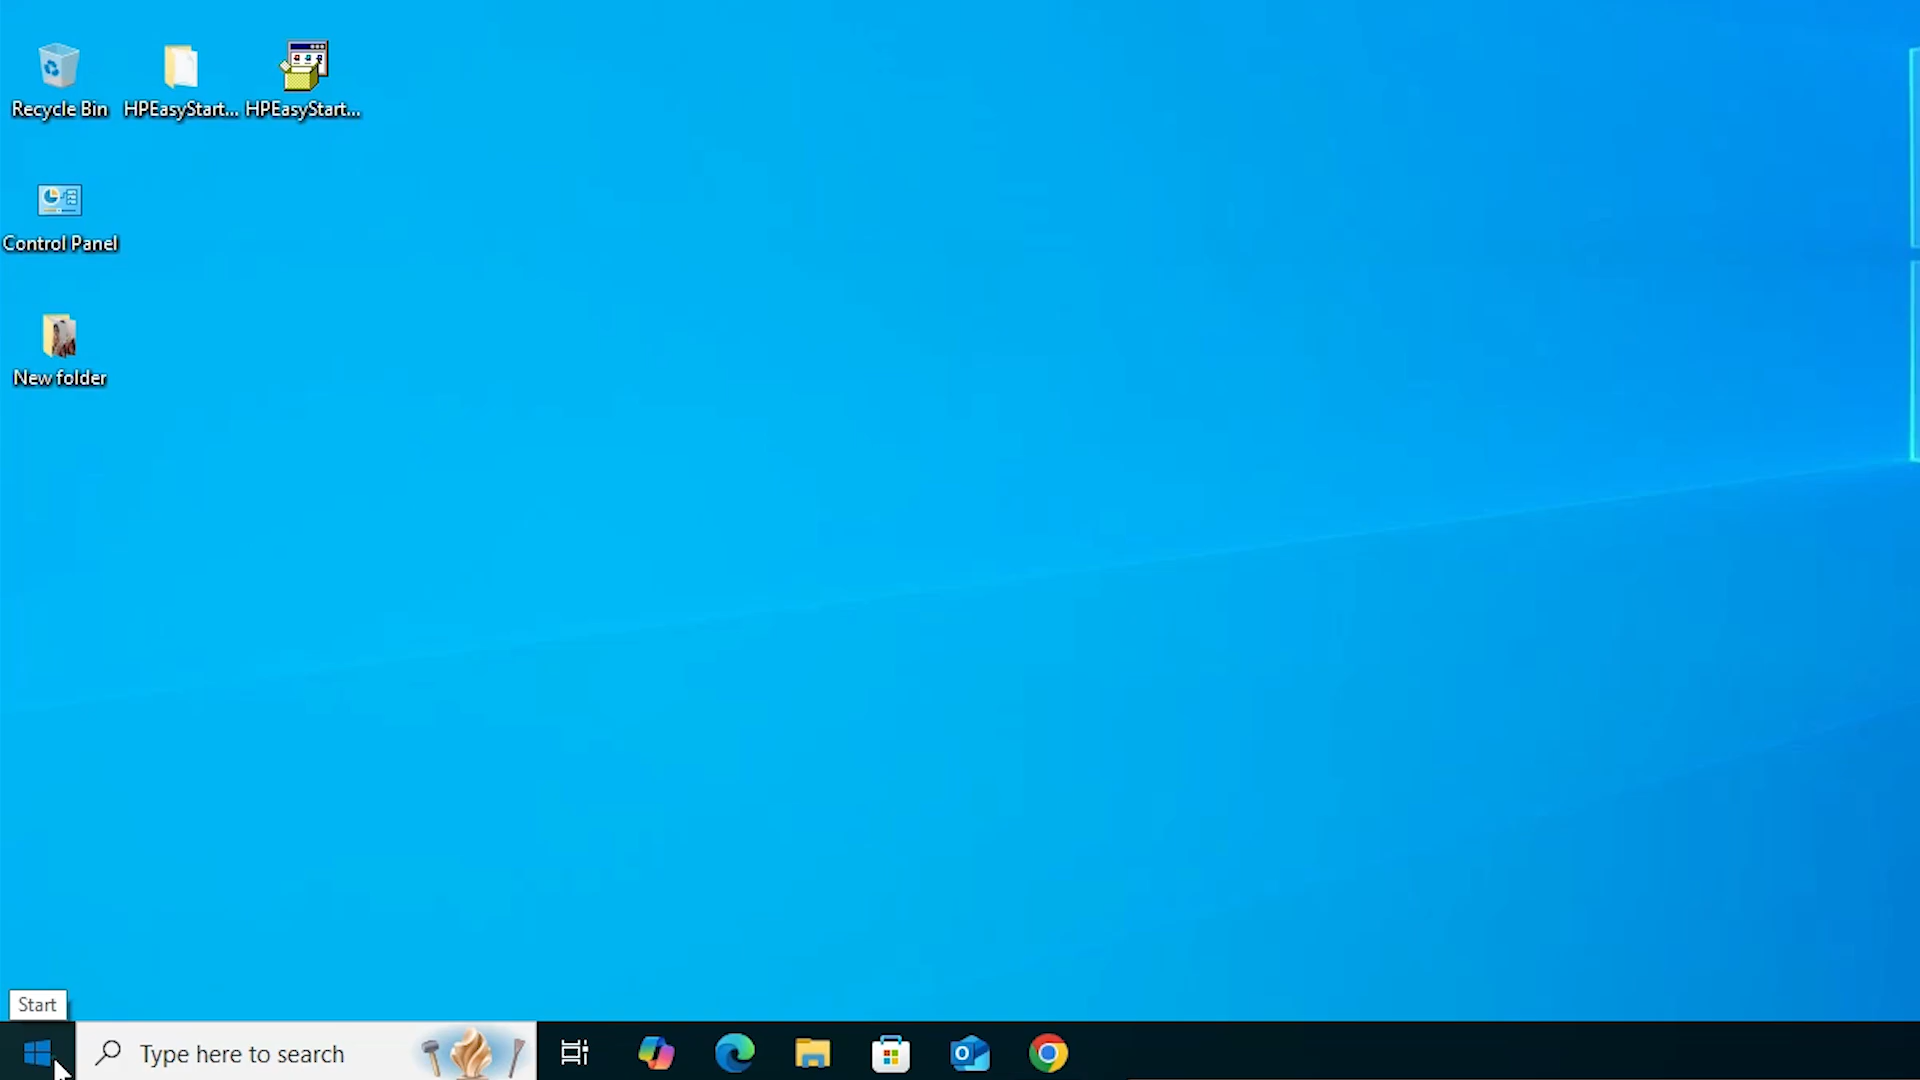 Recycle Bin
HPEasyStart...
HPEasyStart...
Control Panel
New folder
Start
Type here to search